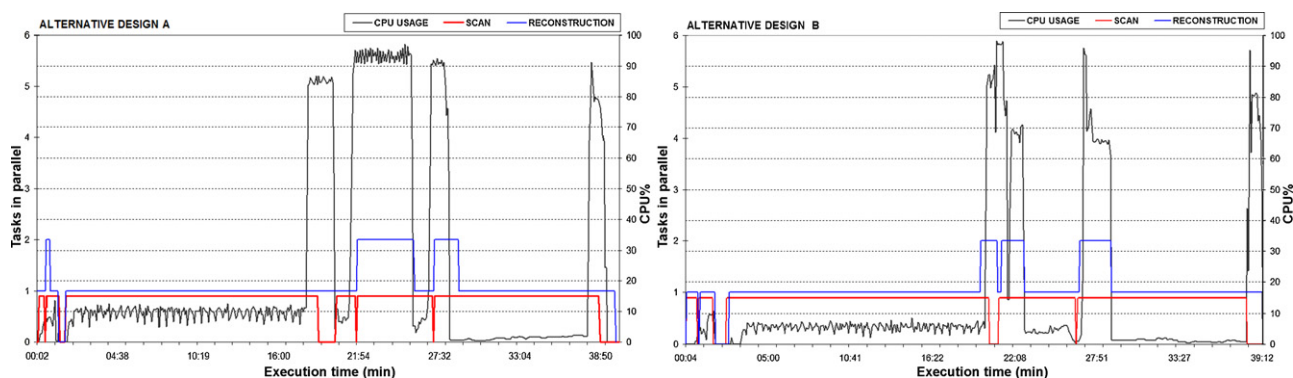 ALTERNATIVE DESIGN A
CPU USAGE SCAN RECONSTRUCTION
6 100
90
5
80
70
4
60
3 50
40
2
30
20
1
10
0 0
Tasks in parallel
CPU%
00:02 04:38 10:19 16:00 21:54 27:32 33:04 38:50
Execution time (min)
ALTERNATIVE DESIGN B
CPU USAGE SCAN RECONSTRUCTION
6 100
90
5
80
70
4
60
3 50
40
2
30
20
1
10
0 0
Tasks in parallel
CPU%
00:04 05:00 10:41 16:22 22:08 27:51 33:27 39:12
Execution time (min)